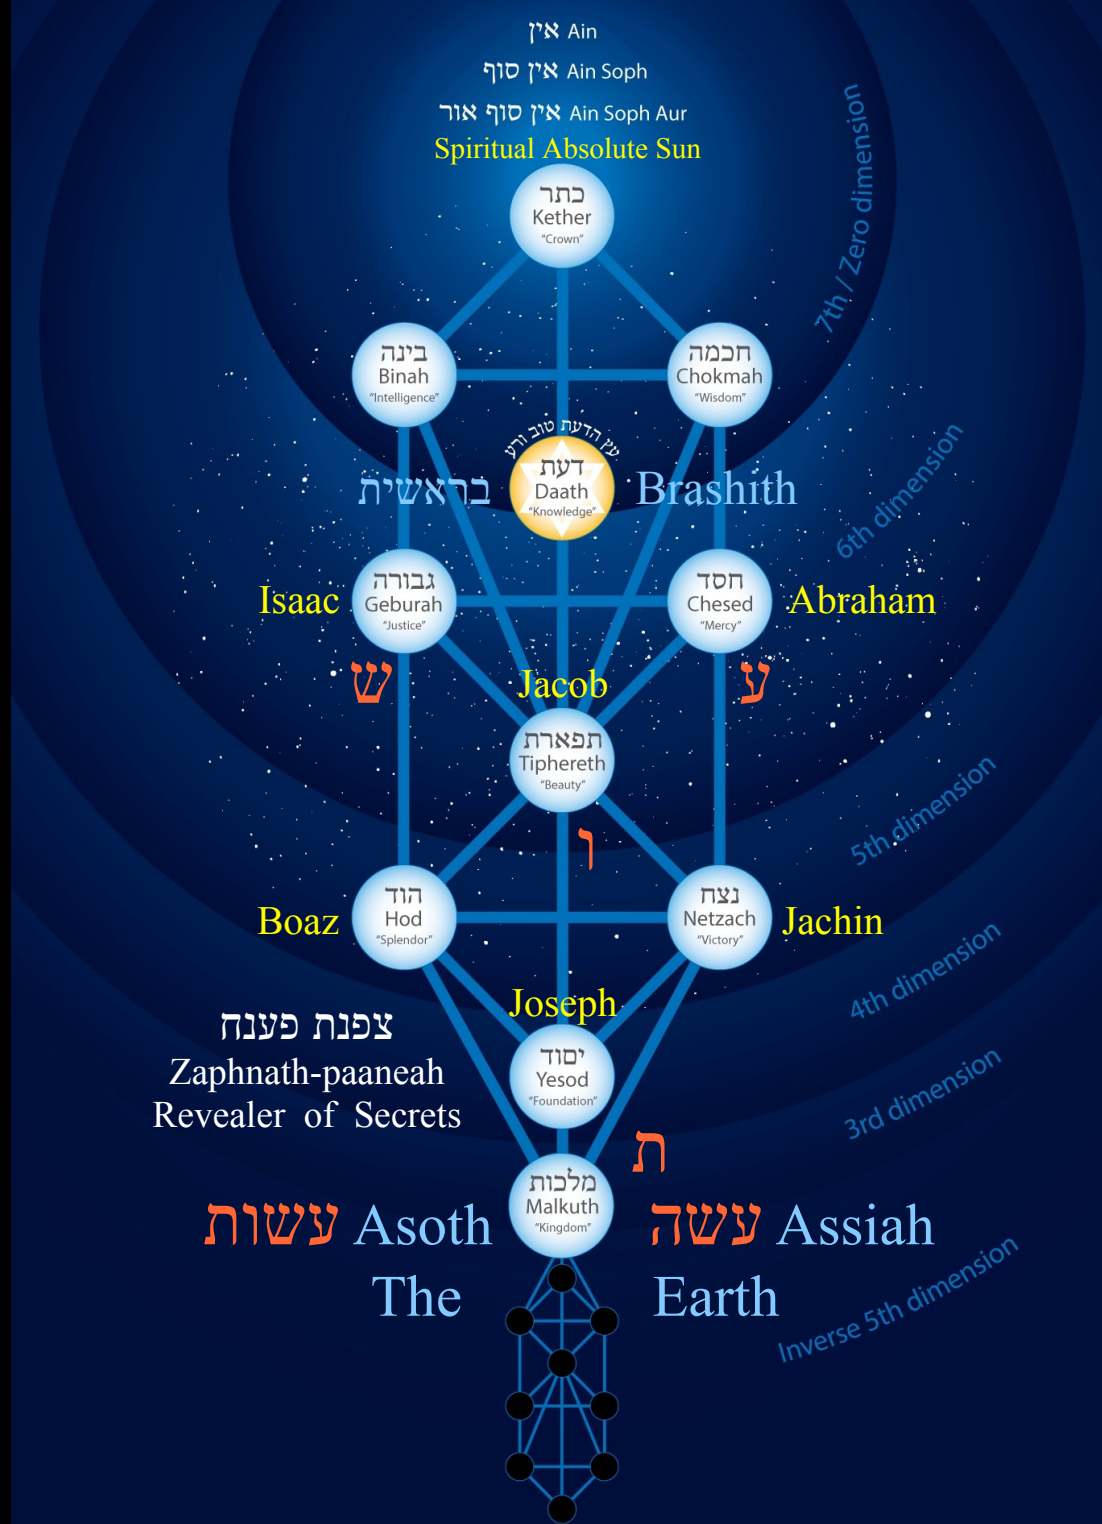 אין Ain
אין סוף Ain Soph
אין סוף אור Ain Soph Aur
Spiritual Absolute Sun
כתר
Kether
"Crown"
7th / Zero dimension
בינה
Binah
"Intelligence"
חכמה
Chokmah
"Wisdom"
עץ הדעת טוב ורע
דעת
Daath
"Knowledge"
בראשית
Brashith
6th dimension
Isaac
גבורה
Geburah
"Justice"
חסד
Chesed
"Mercy"
Abraham
ש
ע
Jacob
תפארת
Tiphereth
"Beauty"
5th dimension
ו
Boaz
הוד
Hod
"Splendor"
נצח
Netzach
"Victory"
Jachin
4th dimension
Joseph
צפנת פענח
Zaphnath-paaneah
Revealer of Secrets
יסוד
Yesod
"Foundation"
3rd dimension
ת
מלכות
Malkuth
"Kingdom"
עשות Asoth
עשה Assiah
The Earth
Inverse 5th dimension